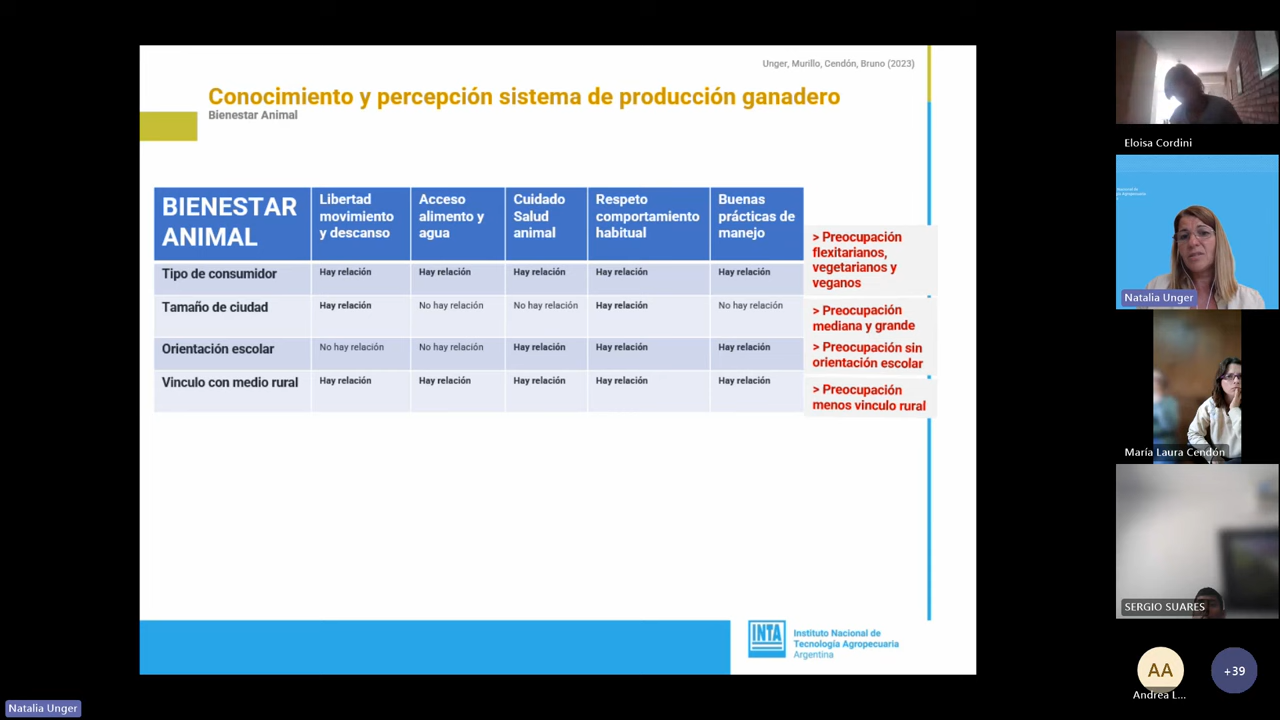 Unger, Murillo, Cendón, Bruno (2023)
Conocimiento y percepción sistema de producción ganadero
Bienestar Animal
BIENESTAR
ANIMAL
Libertad
movimiento
y descanso
Acceso
alimento y
agua
Cuidado
Salud
animal
Respeto
comportamiento
habitual
Buenas
prácticas de
manejo
Tipo de consumidor
Hay relación
Hay relación
Hay relación
Hay relación
Hay relación
> Preocupación
flexitarianos,
vegetarianos y
veganos
Tamaño de ciudad
Hay relación
No hay relación
No hay relación
Hay relación
No hay relación
> Preocupación
mediana y grande
Orientación escolar
No hay relación
No hay relación
Hay relación
Hay relación
Hay relación
> Preocupación sin
orientación escolar
Vinculo con medio rural
Hay relación
Hay relación
Hay relación
Hay relación
Hay relación
> Preocupación
menos vinculo rural
INTA
Instituto Nacional de
Tecnología Agropecuaria
Argentina
Eloisa Cordini
Natalia Unger
María Laura Cendón
SERGIO SUARES
AA
Andrea L...
+39
Natalia Unger